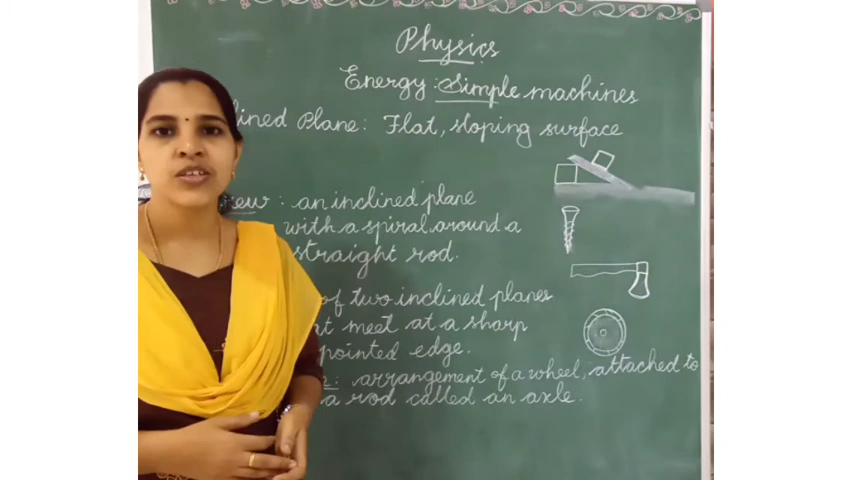 Physics
Energy: Simple machines
lined Plane: Flat, sloping surface
ew: an inclined plane
with a spiral around a
straight rod.
of two inclined planes
at meet at a sharp
pointed edge.
arrangement of a wheel, attached to
a rod called an axle.